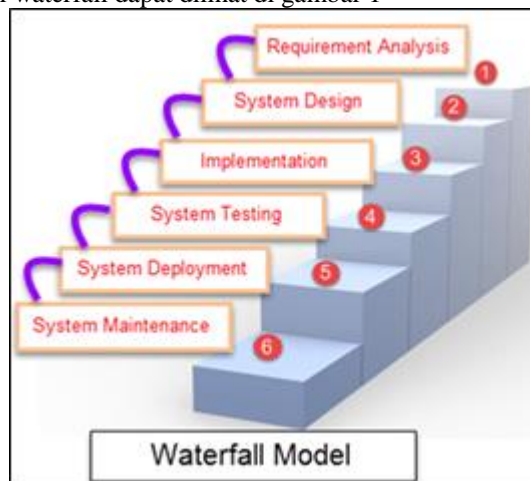 waterfall dapat dilihat di gambar 1
Requirement Analysis
1
System Design
2
Implementation
3
System Testing
4
System Deployment
5
System Maintenance
6
Waterfall Model